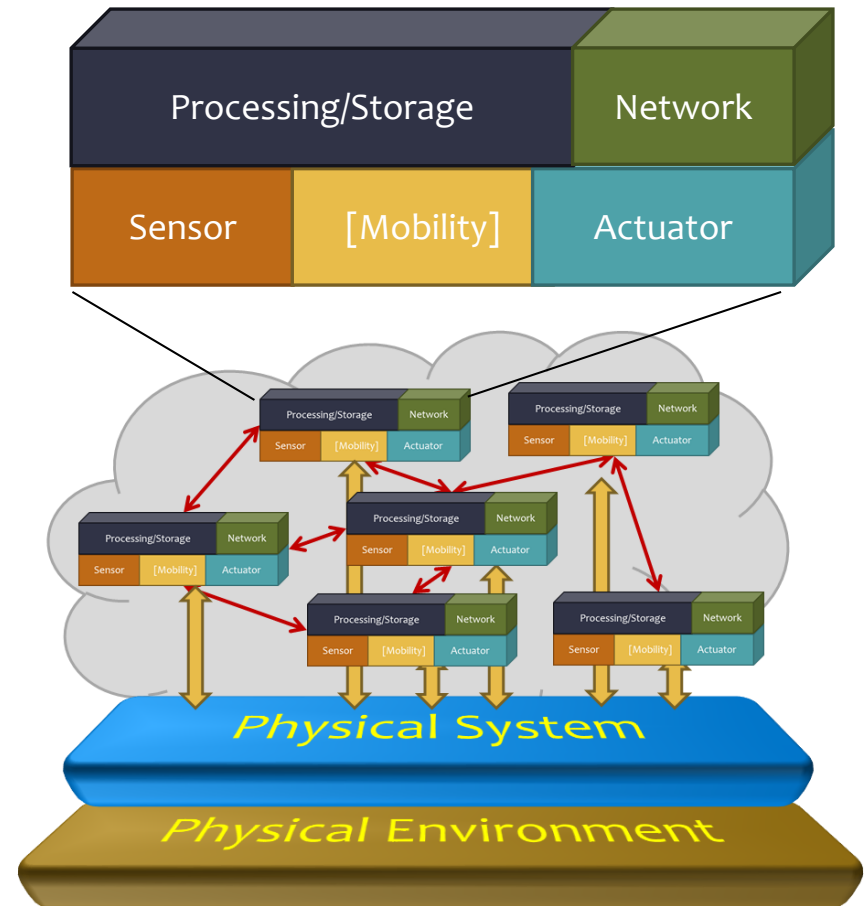 Processing/Storage Network
Sensor [Mobility] Actuator
Processing/Storage Network
Sensor [Mobility] Actuator
Processing/Storage Network
Sensor [Mobility] Actuator
Processing/Storage Network
Sensor [Mobility] Actuator
Processing/Storage Network
Sensor [Mobility] Actuator
Processing/Storage Network
Sensor [Mobility] Actuator
Processing/Storage Network
Sensor [Mobility] Actuator
Physical System
Physical Environment